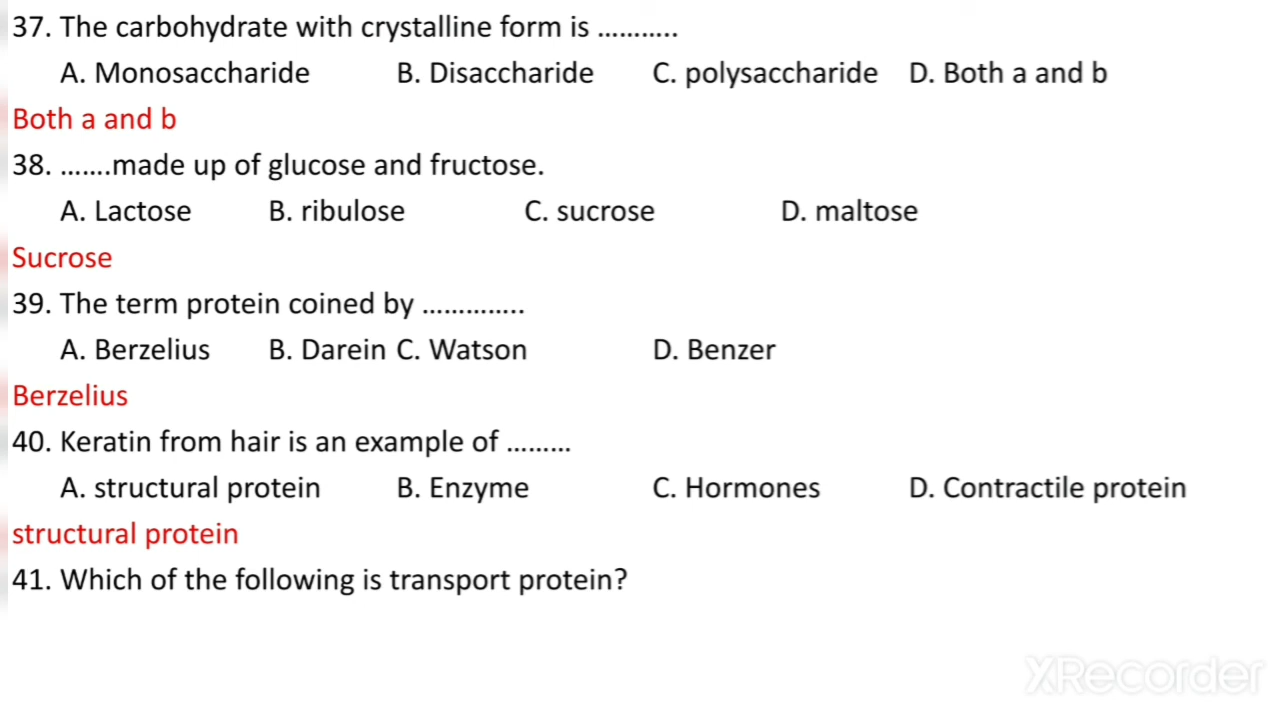 37. The carbohydrate with crystalline form is ...........
A. Monosaccharide B. Disaccharide C. polysaccharide D. Both a and b
Both a and b
38. .......made up of glucose and fructose.
A. Lactose B. ribulose C. sucrose D. maltose
Sucrose
39. The term protein coined by ..............
A. Berzelius B. Darein C. Watson D. Benzer
Berzelius
40. Keratin from hair is an example of .........
A. structural protein B. Enzyme C. Hormones D. Contractile protein
structural protein
41. Which of the following is transport protein?
XRecorder